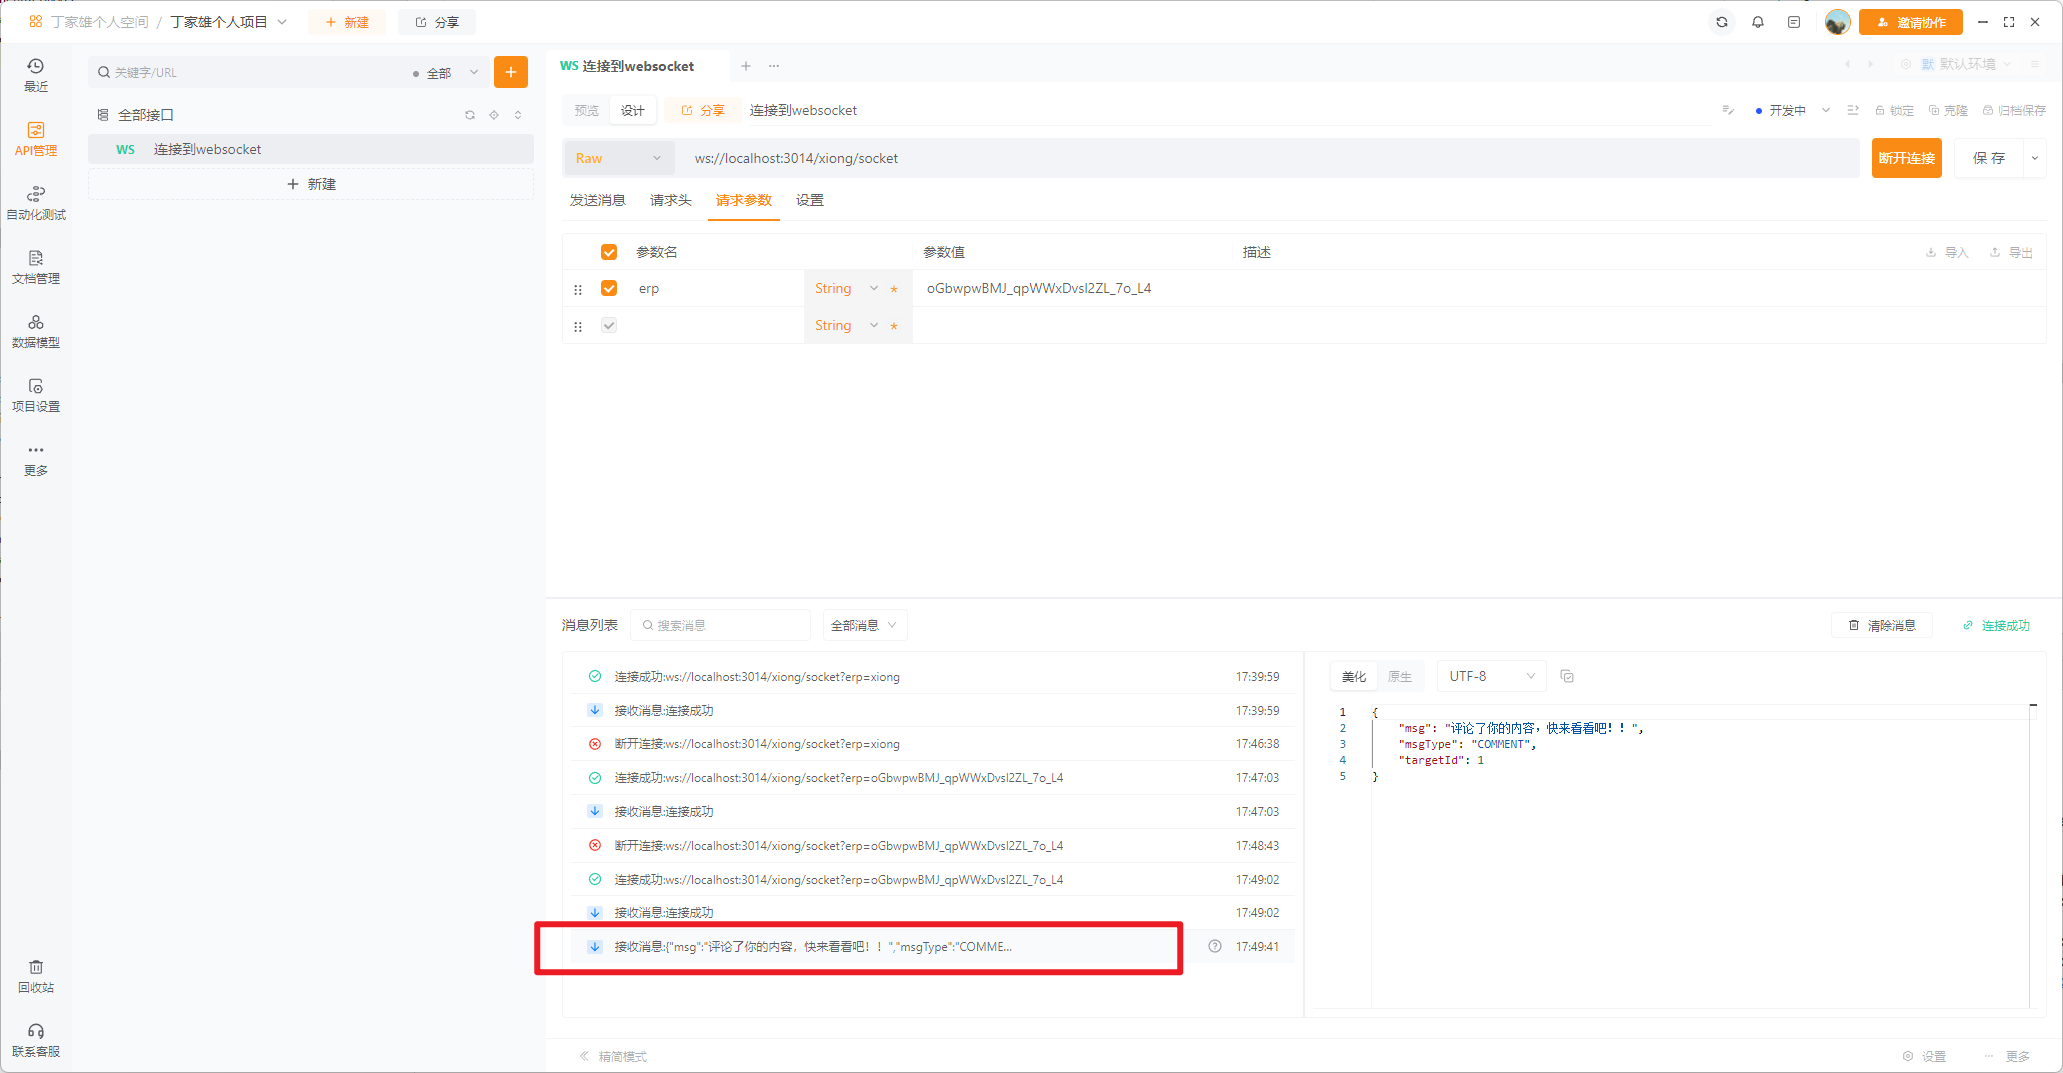 丁家雄个人空间 / 丁家雄个人项目
新建
分享
邀请协作
最近
API管理
自动化测试
文档管理
数据模型
项目设置
更多
回收站
联系客服
关键字/URL
全部
全部接口
WS 连接到websocket
新建
WS 连接到websocket
默 默认环境
预览 设计 分享 连接到websocket
开发中 锁定 克隆 归档保存
Raw ws://localhost:3014/xiong/socket 断开连接 保 存
发送消息 请求头 请求参数 设置
参数名 参数值 描述 导入 导出
erp String * oGbwpwBMJ_qpWWxDvsI2ZL_7o_L4
String *
消息列表 搜索消息 全部消息 清除消息 连接成功
连接成功:ws://localhost:3014/xiong/socket?erp=xiong 17:39:59
接收消息:连接成功 17:39:59
断开连接:ws://localhost:3014/xiong/socket?erp=xiong 17:46:38
连接成功:ws://localhost:3014/xiong/socket?erp=oGbwpwBMJ_qpWWxDvsI2ZL_7o_L4 17:47:03
接收消息:连接成功 17:47:03
断开连接:ws://localhost:3014/xiong/socket?erp=oGbwpwBMJ_qpWWxDvsI2ZL_7o_L4 17:48:43
连接成功:ws://localhost:3014/xiong/socket?erp=oGbwpwBMJ_qpWWxDvsI2ZL_7o_L4 17:49:02
接收消息:连接成功 17:49:02
接收消息:{"msg":"评论了你的内容，快来看看吧！！","msgType":"COMME... 17:49:41
美化 原生 UTF-8
1 {
2 "msg": "评论了你的内容，快来看看吧！！",
3 "msgType": "COMMENT",
4 "targetId": 1
5 }
精简模式
设置 更多